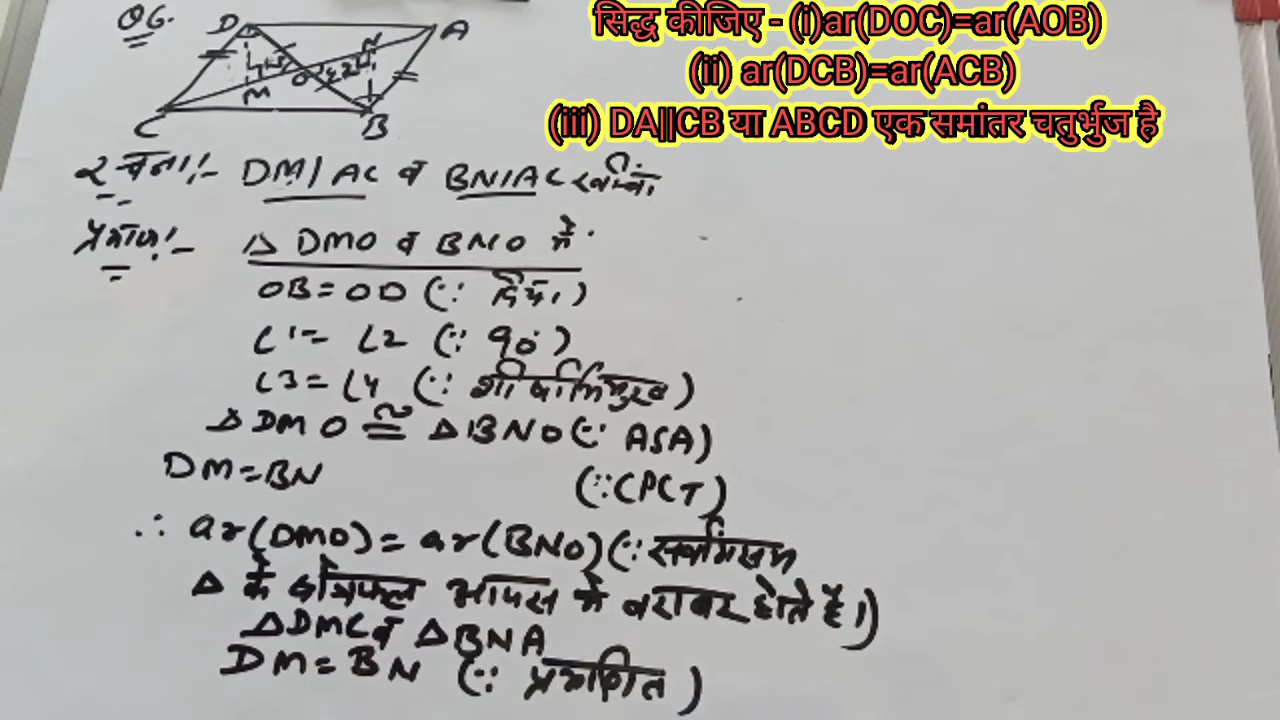 सिद्ध कीजिए - (i)ar(DOC)=ar(AOB)
(ii) ar(DCB)=ar(ACB)
(iii) DA||CB या ABCD एक समांतर चतुर्भुज है
Q6.
D A
M O N
C B
रचना:- DM⊥AC व BN⊥AC खींचा
प्रमाण:- Δ DMO व BNO में.
OB=OD (∵ दिया)
∠1= ∠2 (∵ 90°)
∠3= ∠4 (∵ शीर्षाभिमुख)
Δ DMO ≅ Δ BNO (∵ ASA)
DM=BN (∵CPCT)
∴ ar(DMO)= ar(BNO) (∵ सर्वांगसम
Δ के क्षेत्रफल आपस में बराबर होते है।)
ΔDMC व ΔBNA
DM=BN (∵ प्रमाणित)